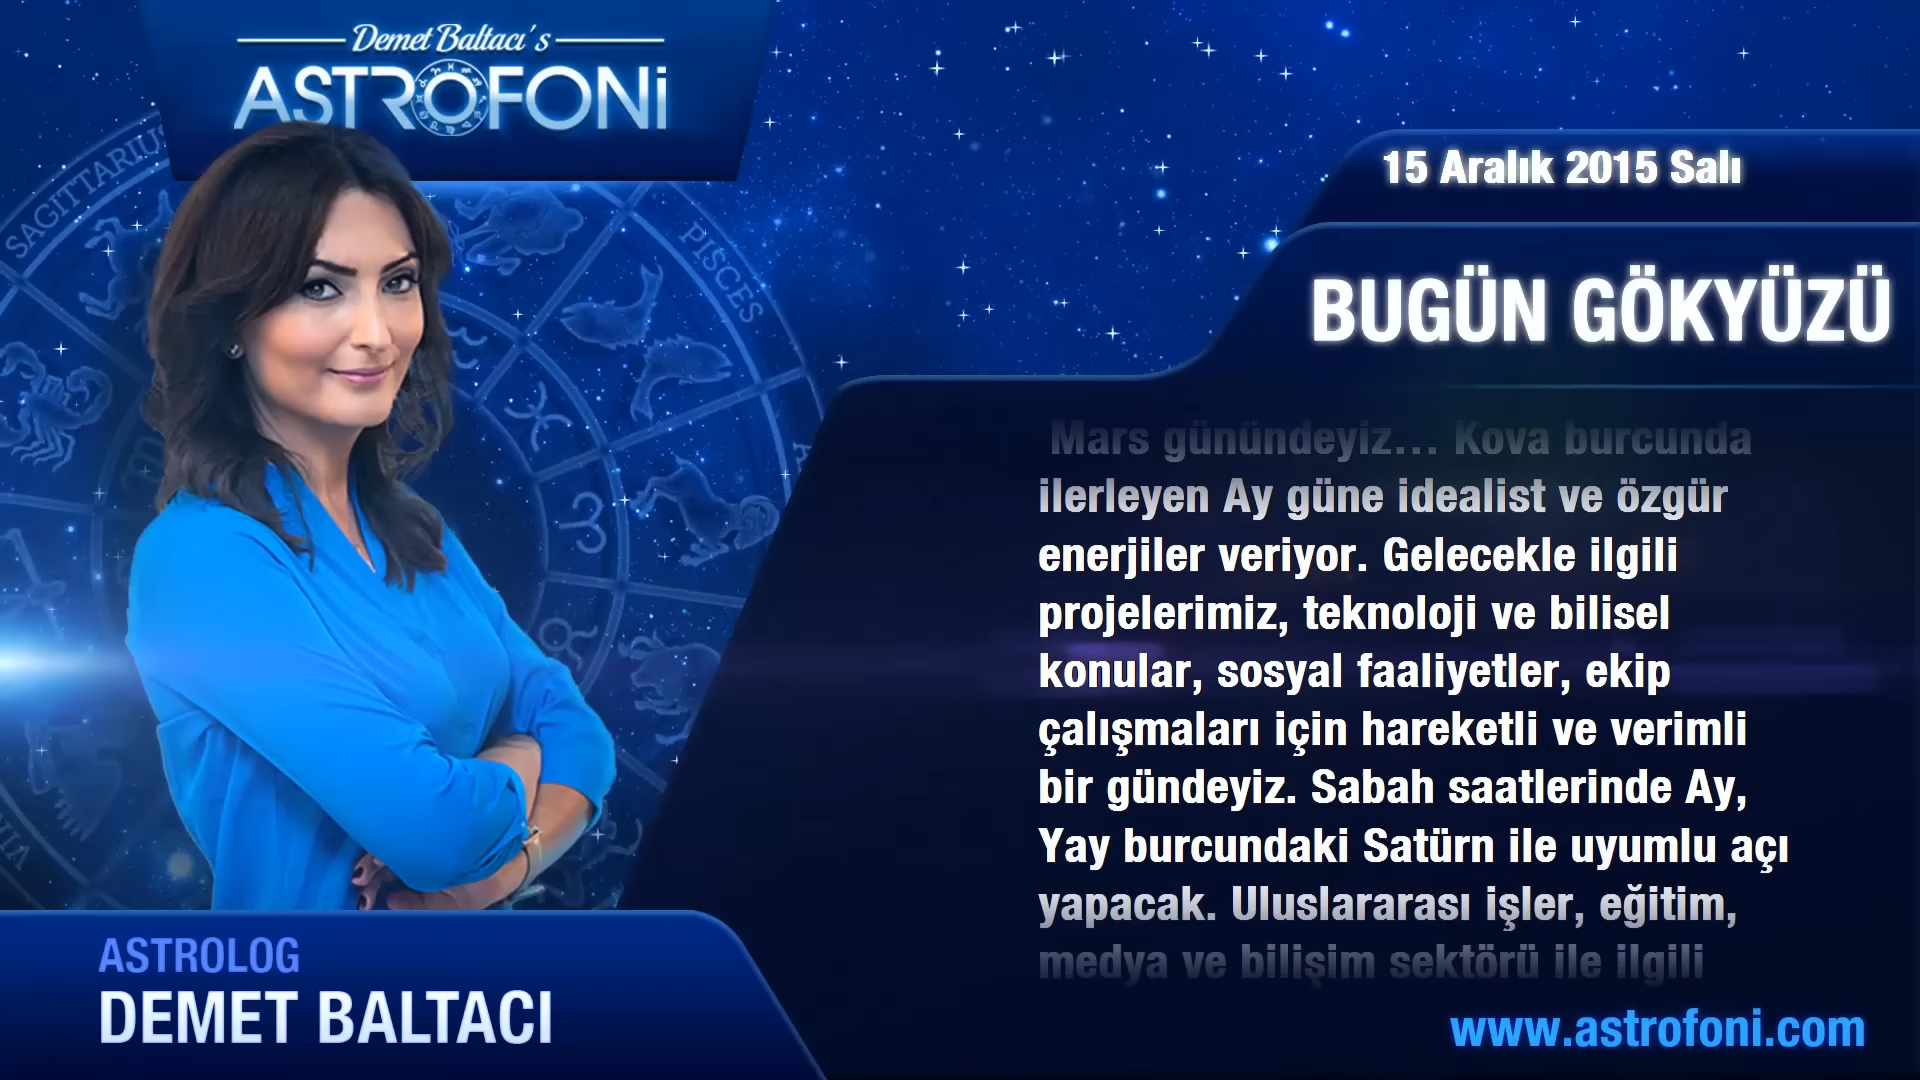 Demet Baltacı's
ASTROFONi
SAGITTARIUS
PISCES
15 Aralık 2015 Salı
BUGÜN GÖKYÜZÜ
Mars günündeyiz... Kova burcunda
ilerleyen Ay güne idealist ve özgür
enerjiler veriyor. Gelecekle ilgili
projelerimiz, teknoloji ve bilisel
konular, sosyal faaliyetler, ekip
çalışmaları için hareketli ve verimli
bir gündeyiz. Sabah saatlerinde Ay,
Yay burcundaki Satürn ile uyumlu açı
yapacak. Uluslararası işler, eğitim,
medya ve bilişim sektörü ile ilgili
ASTROLOG
DEMET BALTACI
www.astrofoni.com